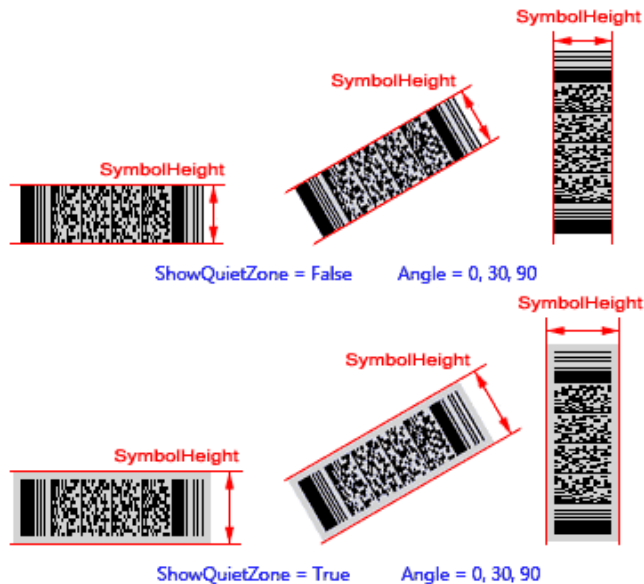 SymbolHeight
SymbolHeight
SymbolHeight
ShowQuietZone = False Angle = 0, 30, 90
SymbolHeight
SymbolHeight
SymbolHeight
ShowQuietZone = True Angle = 0, 30, 90